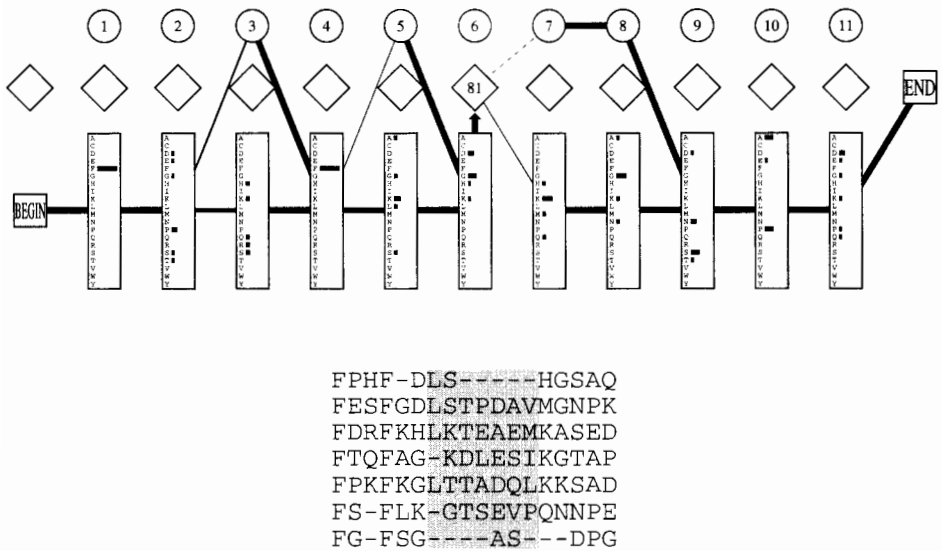 1 2 3 4 5 6 7 8 9 10 11
81 END
BEGIN
A C D E F G H I K L M N P Q R S T V W Y
A C D E F G H I K L M N P Q R S T V W Y
A C D E F G H I K L M N P Q R S T V W Y
A C D E F G H I K L M N P Q R S T V W Y
A C D E F G H I K L M N P Q R S T V W Y
A C D E F G H I K L M N P Q R S T V W Y
A C D E F G H I K L M N P Q R S T V W Y
A C D E F G H I K L M N P Q R S T V W Y
A C D E F G H I K L M N P Q R S T V W Y
A C D E F G H I K L M N P Q R S T V W Y
A C D E F G H I K L M N P Q R S T V W Y
FPHF-DLS-----HGSAQ
FESFGDLSTPDAVMGNPK
FDRFKHLKTEAEMKASED
FTQFAG-KDLESIKGTAP
FPKFKGLTTADQLKKSAD
FS-FLK-GTSEVPQNNPE
FG-FSG----AS---DPG